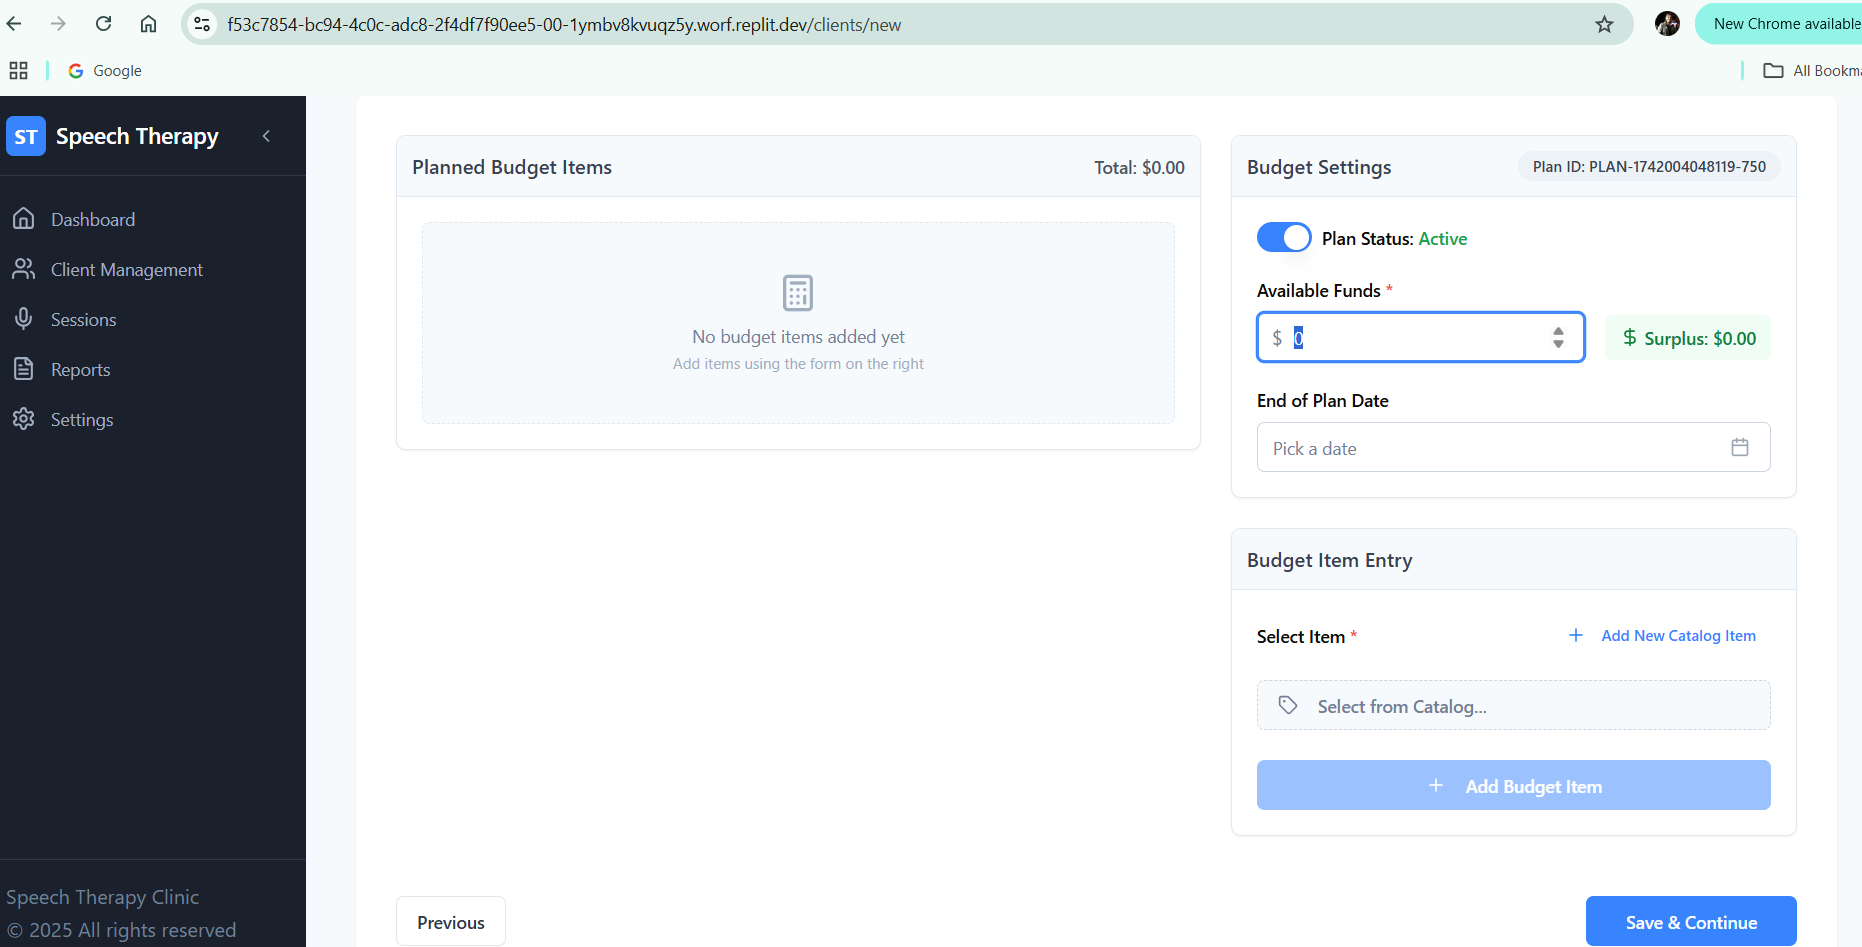 f53c7854-bc94-4c0c-adc8-2f4df7f90ee5-00-1ymbv8kvuqz5y.worf.replit.dev/clients/new
New Chrome available
Google
All Bookma
ST
Speech Therapy
Dashboard
Client Management
Sessions
Reports
Settings
Speech Therapy Clinic
© 2025 All rights reserved
Planned Budget Items
Total: $0.00
No budget items added yet
Add items using the form on the right
Budget Settings
Plan ID: PLAN-1742004048119-750
Plan Status: Active
Available Funds *
$ 0
$ Surplus: $0.00
End of Plan Date
Pick a date
Budget Item Entry
Select Item *
+ Add New Catalog Item
Select from Catalog...
+ Add Budget Item
Previous
Save & Continue